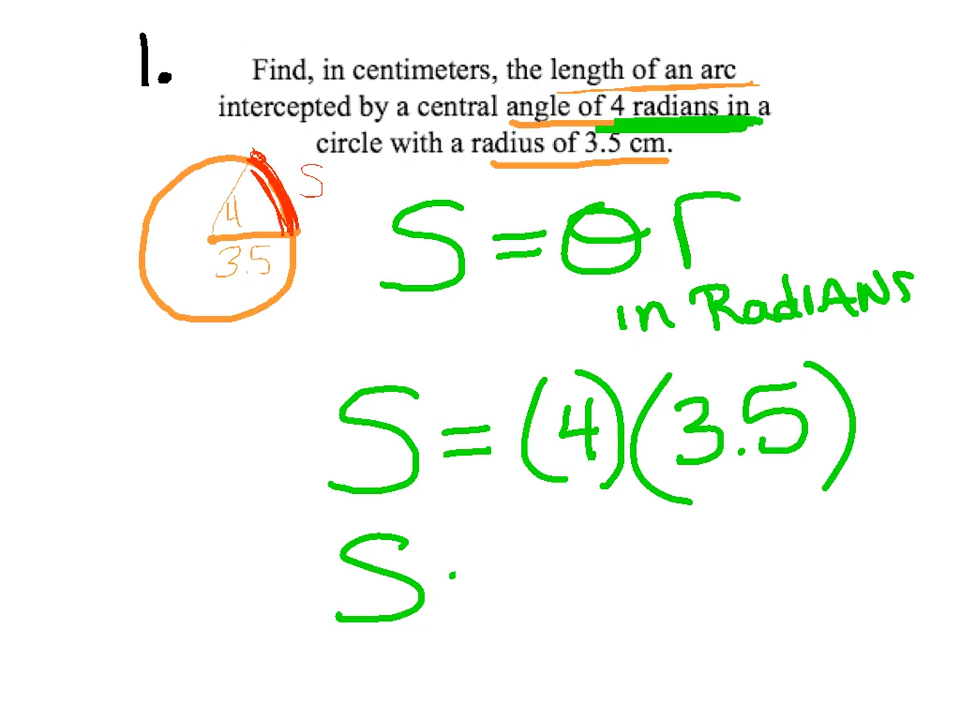 1.
Find, in centimeters, the length of an arc
intercepted by a central angle of 4 radians in a
circle with a radius of 3.5 cm.
S
4
3.5
S = θ r
in RadIANS
S = (4)(3.5)
S